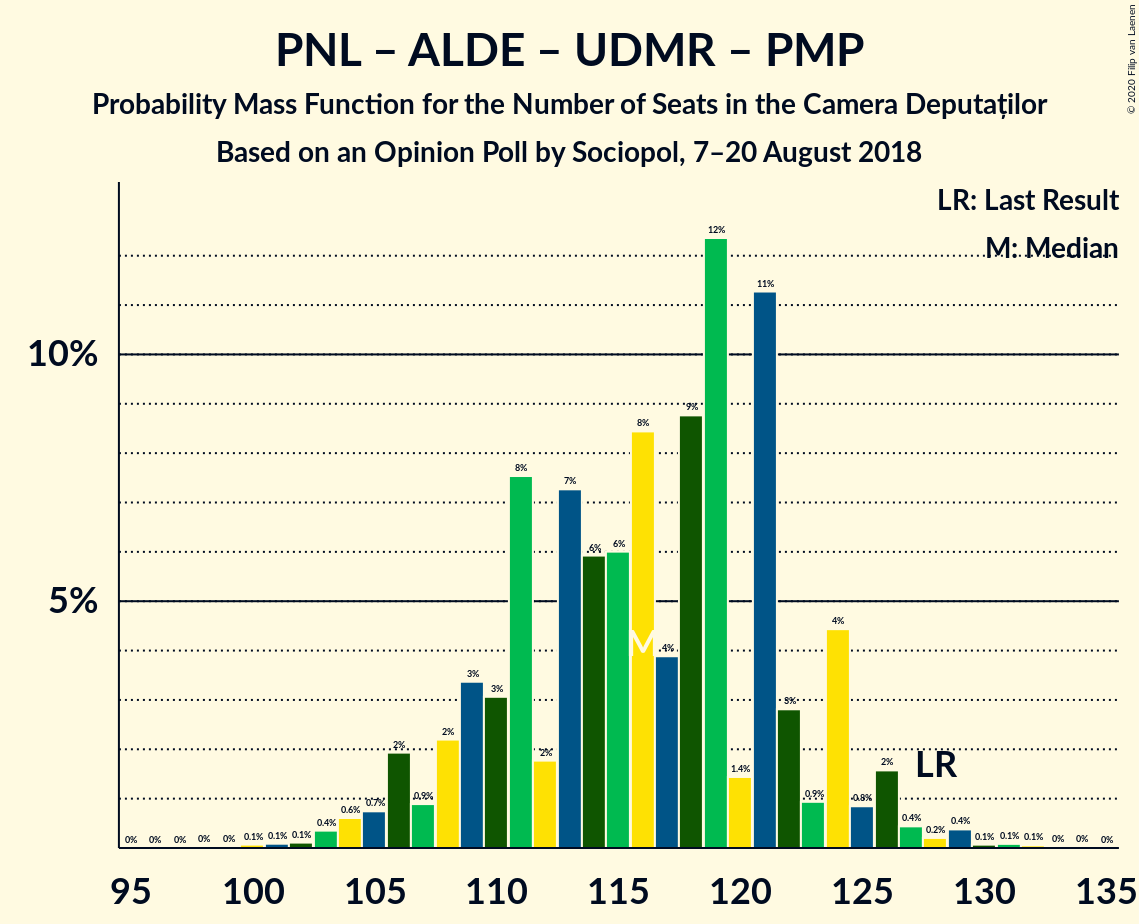 PNL – ALDE – UDMR – PMP
Probability Mass Function for the Number of Seats in the Camera Deputaților
Based on an Opinion Poll by Sociopol, 7–20 August 2018
© 2020 Filip van Laenen
LR: Last Result
M: Median
10%
5%
0% 0% 0% 0% 0% 0.1% 0.1% 0.1% 0.4% 0.6% 0.7% 2% 0.9% 2% 3% 3% 8% 2% 7% 6% 6% 8% 4% 9% 12% 1.4% 11% 3% 0.9% 4% 0.8% 2% 0.4% 0.2% 0.4% 0.1% 0.1% 0.1% 0% 0% 0%
M
LR
95 100 105 110 115 120 125 130 135